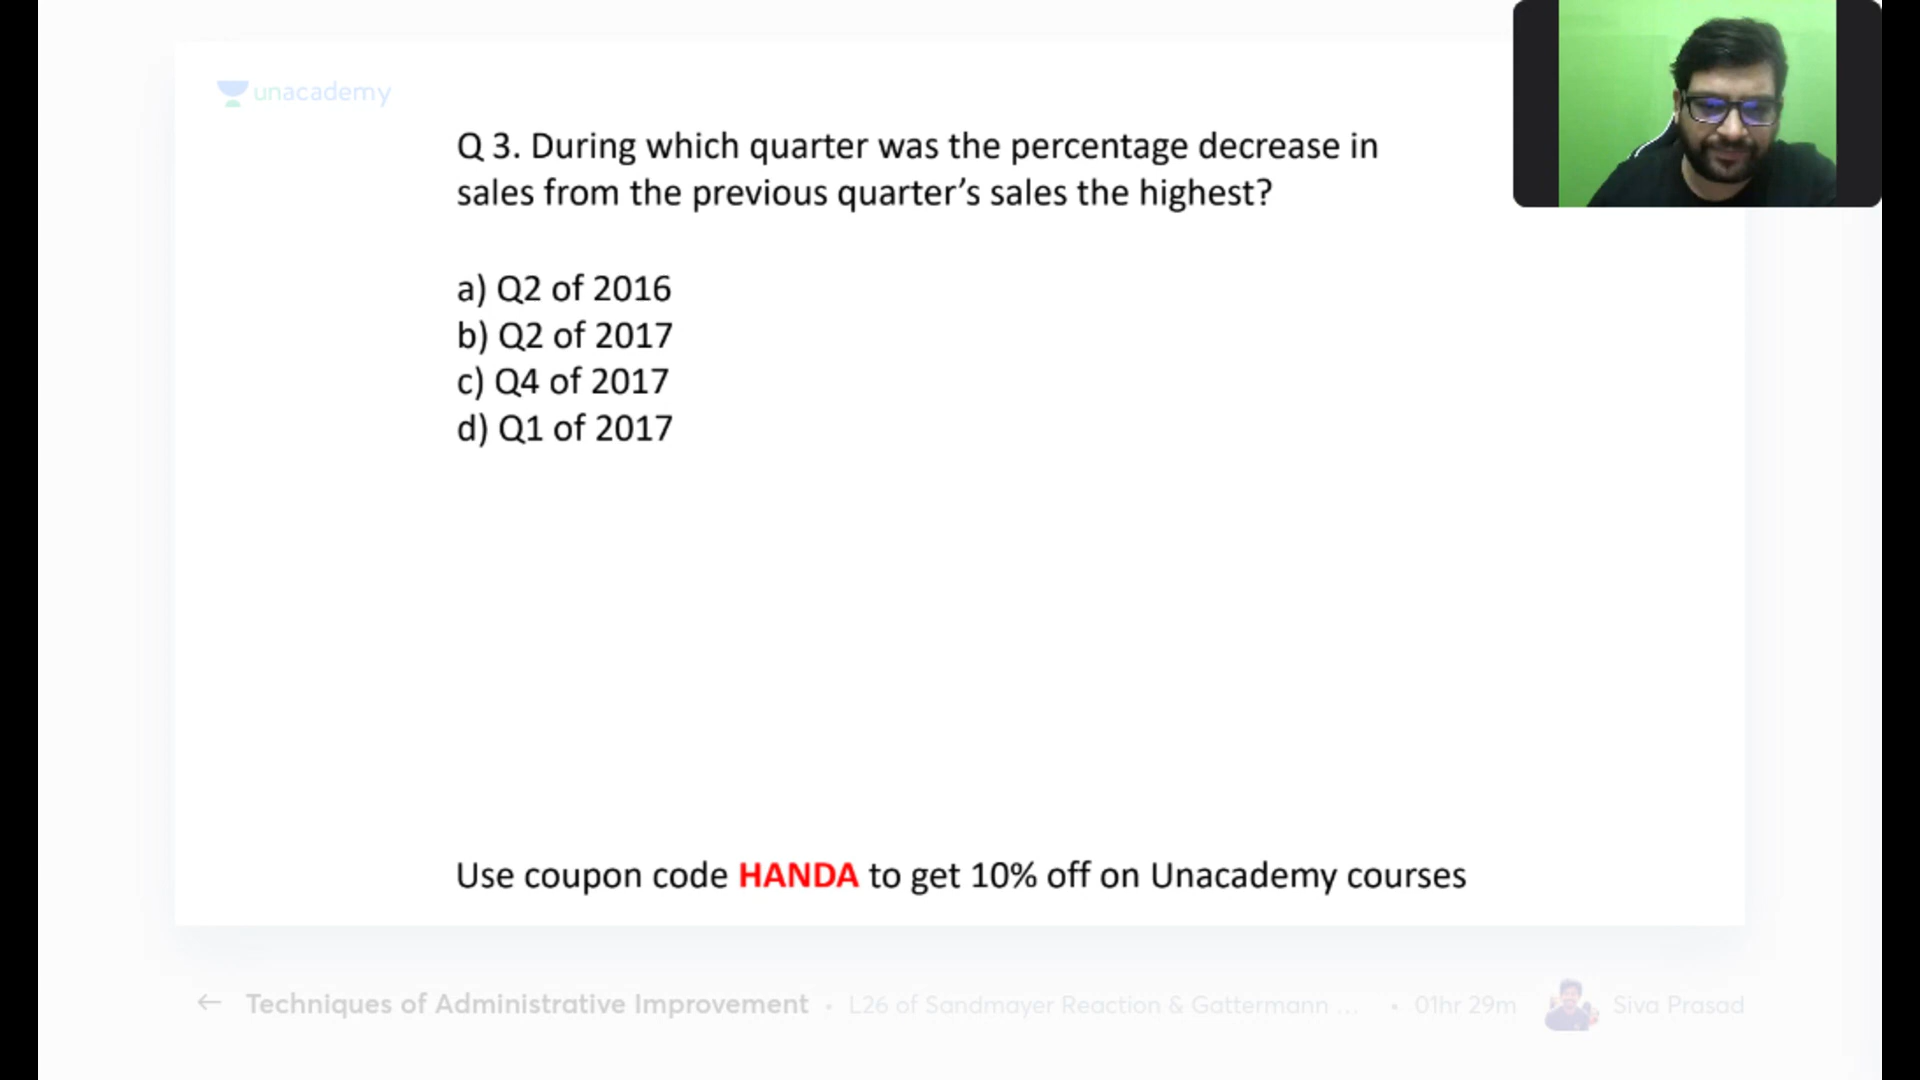 unacademy
Q 3. During which quarter was the percentage decrease in
sales from the previous quarter’s sales the highest?
a) Q2 of 2016
b) Q2 of 2017
c) Q4 of 2017
d) Q1 of 2017
Use coupon code HANDA to get 10% off on Unacademy courses
← Techniques of Administrative Improvement • L26 of Sandmayer Reaction & Gattermann ... • 01hr 29m Siva Prasad